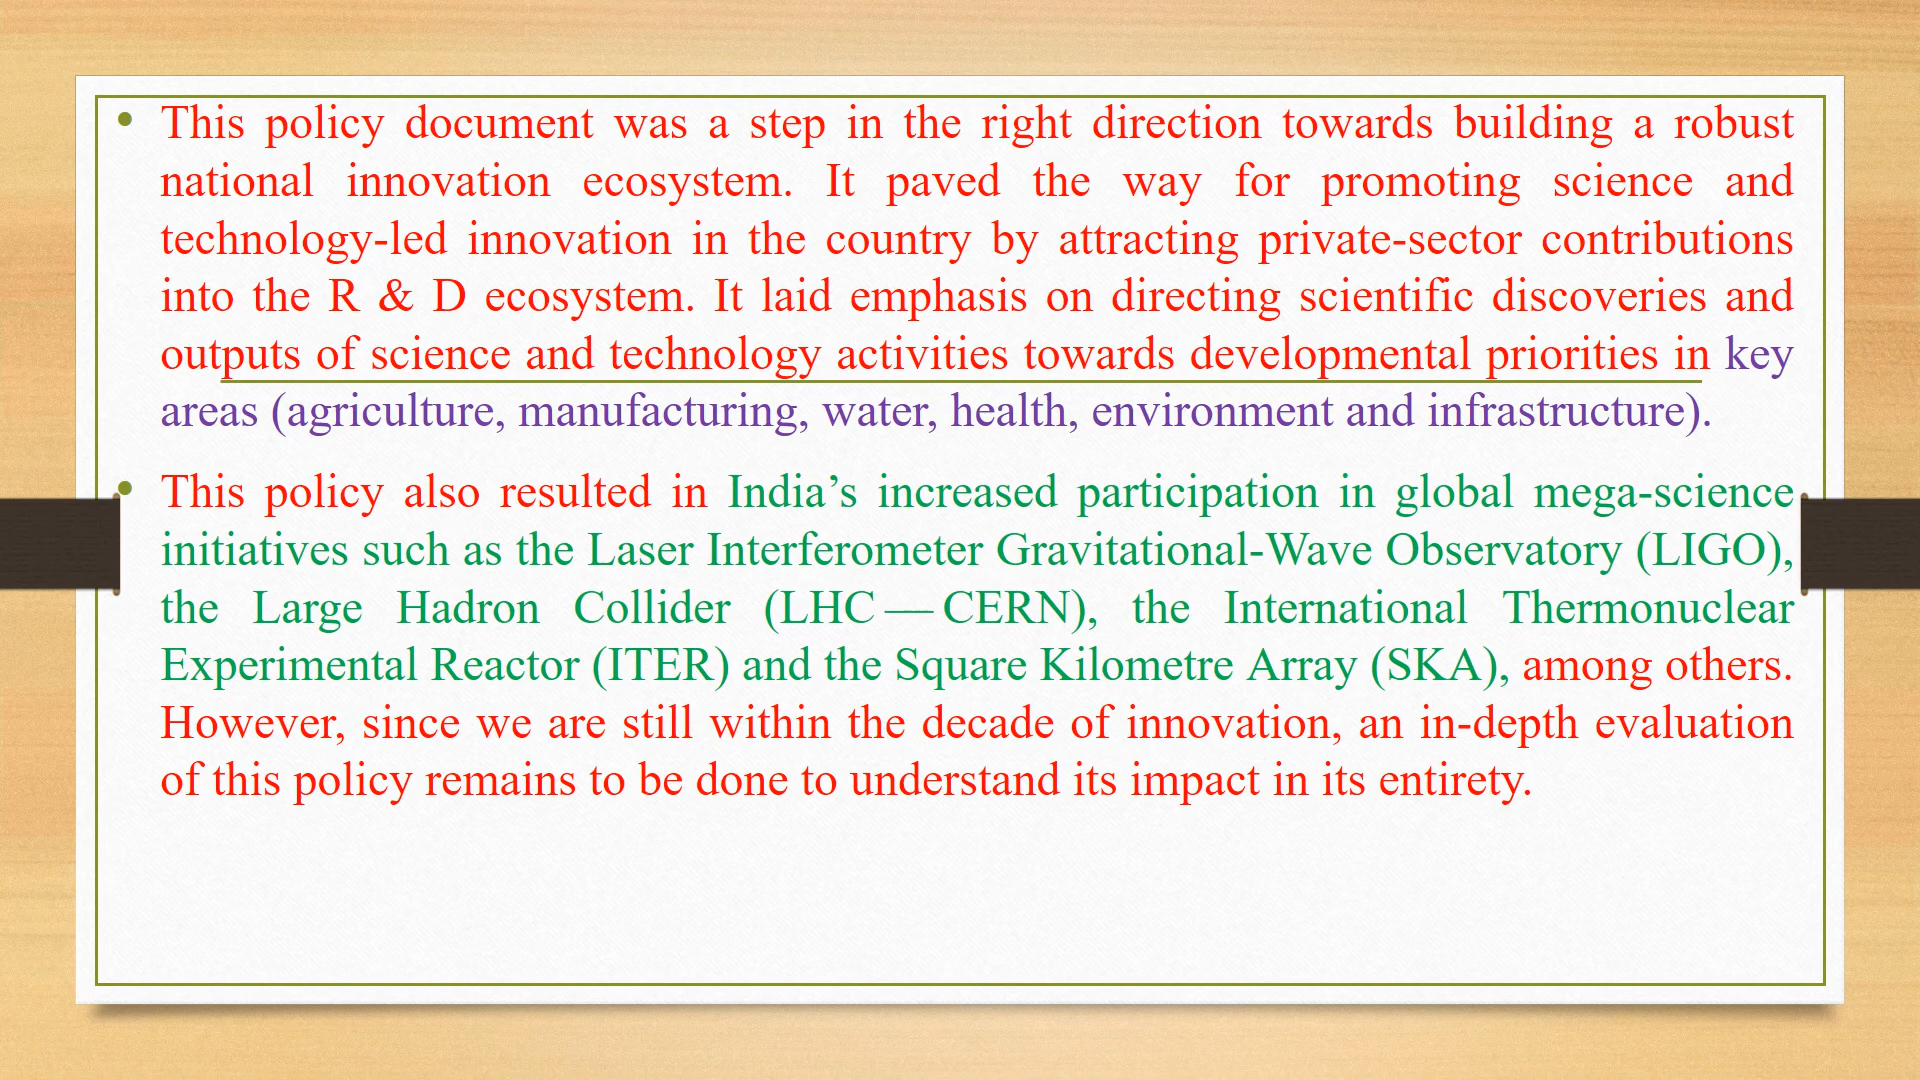 • This policy document was a step in the right direction towards building a robust
national innovation ecosystem. It paved the way for promoting science and
technology-led innovation in the country by attracting private-sector contributions
into the R & D ecosystem. It laid emphasis on directing scientific discoveries and
outputs of science and technology activities towards developmental priorities in key
areas (agriculture, manufacturing, water, health, environment and infrastructure).
• This policy also resulted in India’s increased participation in global mega-science
initiatives such as the Laser Interferometer Gravitational-Wave Observatory (LIGO),
the Large Hadron Collider (LHC — CERN), the International Thermonuclear
Experimental Reactor (ITER) and the Square Kilometre Array (SKA), among others.
However, since we are still within the decade of innovation, an in-depth evaluation
of this policy remains to be done to understand its impact in its entirety.